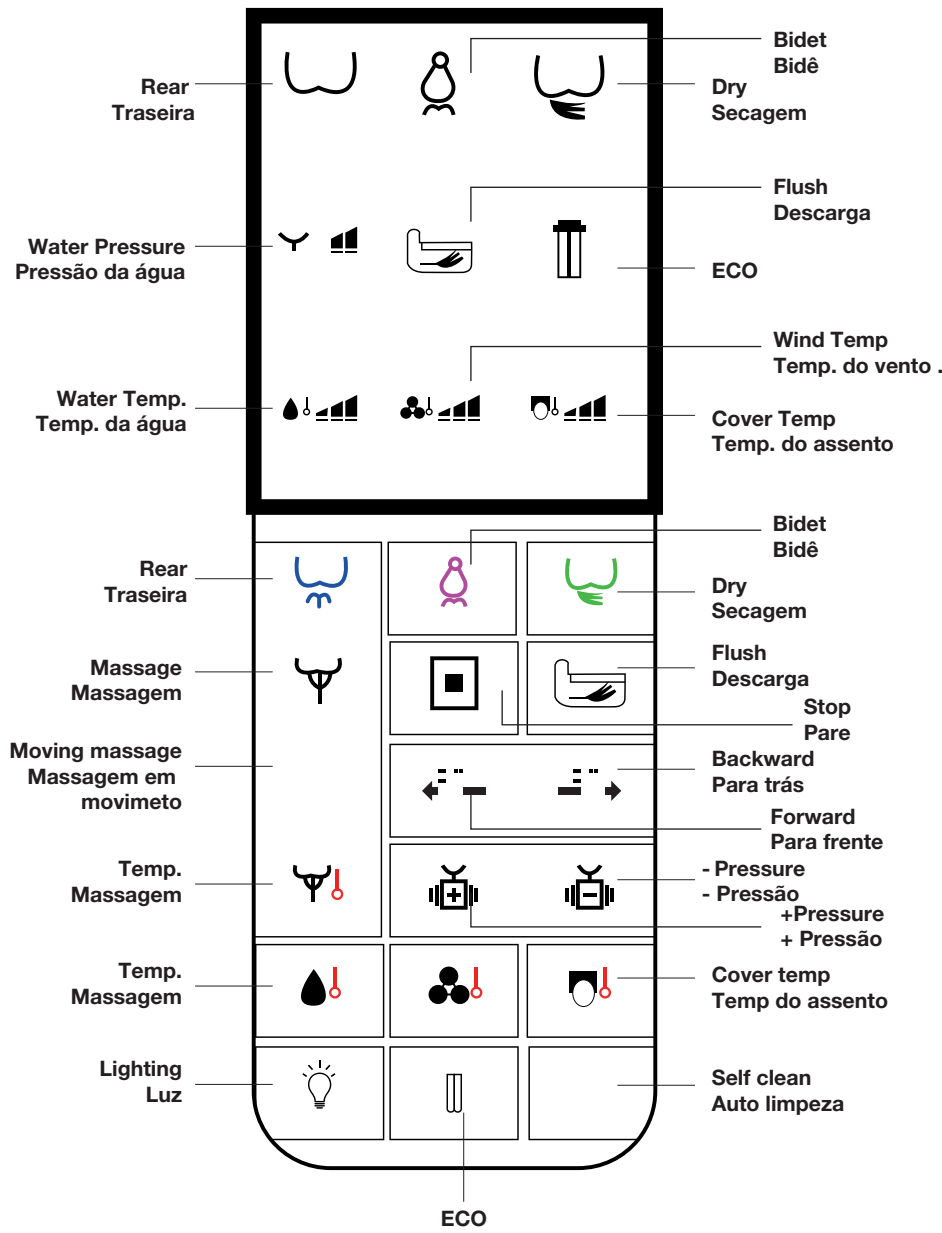 Bidet
Bidê
Rear
Traseira
Dry
Secagem
Flush
Descarga
Water Pressure
Pressão da água
ECO
Wind Temp
Temp. do vento .
Water Temp.
Temp. da água
Cover Temp
Temp. do assento
Bidet
Bidê
Rear
Traseira
Dry
Secagem
Massage
Massagem
Flush
Descarga
Stop
Pare
Moving massage
Massagem em
movimeto
Backward
Para trás
Forward
Para frente
Temp.
Massagem
- Pressure
- Pressão
+Pressure
+ Pressão
Temp.
Massagem
Cover temp
Temp do assento
Lighting
Luz
Self clean
Auto limpeza
ECO